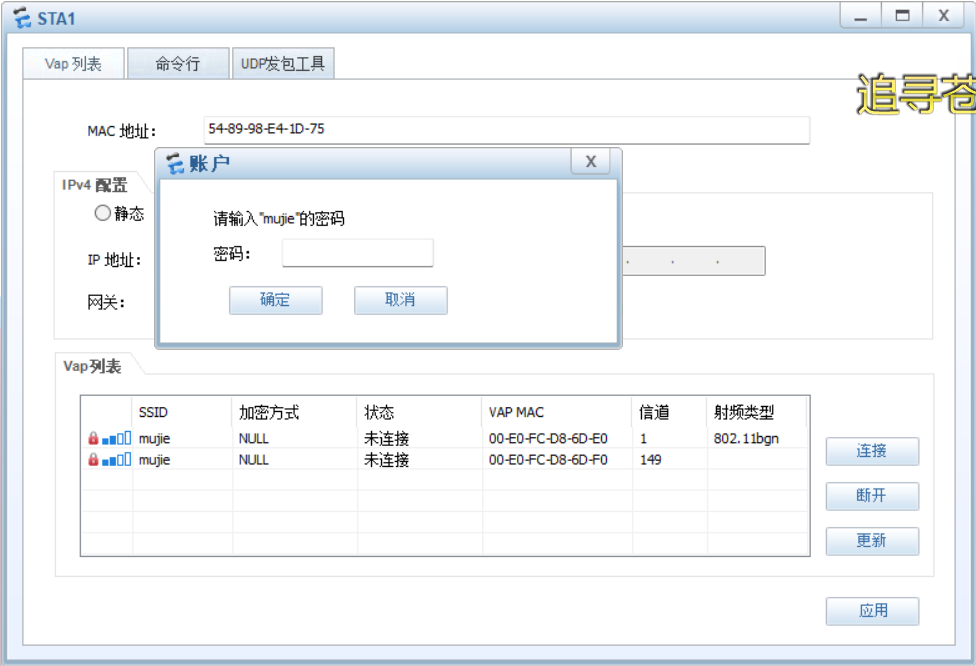 STA1
Vap 列表 命令行 UDP发包工具
追寻苍
MAC 地址: 54-89-98-E4-1D-75
账户
X
IPv4 配置
静态
请输入"mujie"的密码
密码:
IP 地址:
确定 取消
网关:
Vap列表
SSID 加密方式 状态 VAP MAC 信道 射频类型
mujie NULL 未连接 00-E0-FC-D8-6D-E0 1 802.11bgn
mujie NULL 未连接 00-E0-FC-D8-6D-F0 149
连接
断开
更新
应用